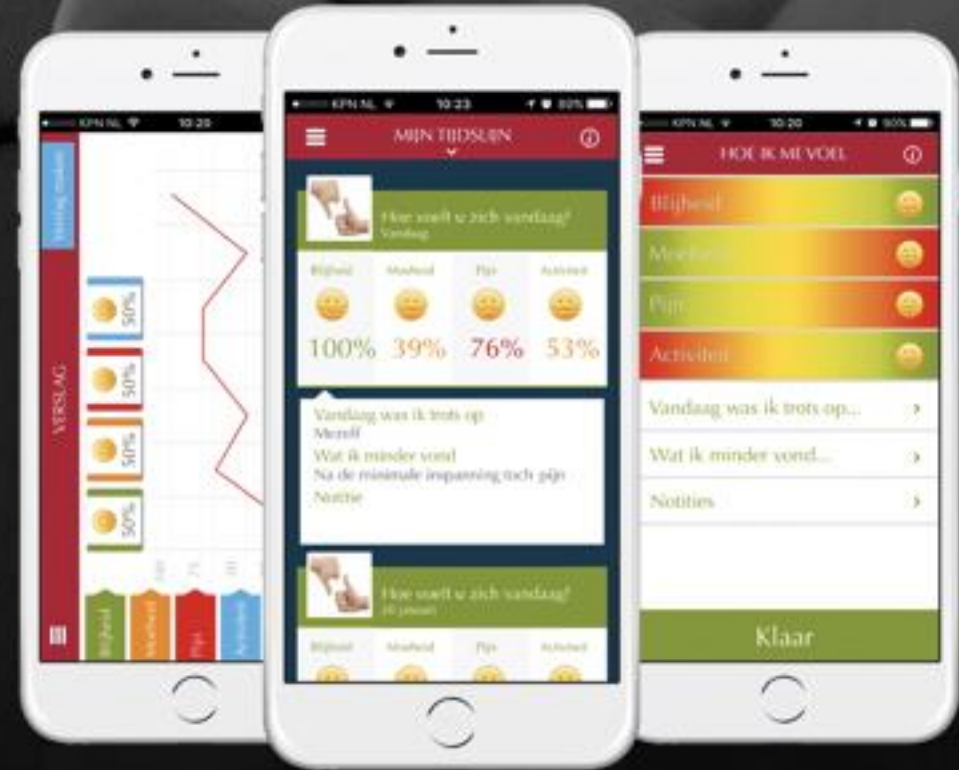 KPN NL 10:20
Verslag maken
VERSLAG
50%
50%
50%
50%
100
75
50
Blijheid
Moeheid
Pijn
Activiteit
KPN NL 10:23
MIJN TIJDSLIJN
Hoe voelt u zich vandaag?
Vandaag
Blijheid Moeheid Pijn Activiteit
100% 39% 76% 53%
Vandaag was ik trots op
Mezelf
Wat ik minder vond
Na de minimale inspanning toch pijn
Notitie
Hoe voelt u zich vandaag?
Blijheid Moeheid Pijn Activiteit
KPN NL 10:20 90%
HOE IK ME VOEL
Blijheid
Moeheid
Pijn
Activiteit
Vandaag was ik trots op...
Wat ik minder vond...
Notities
Klaar